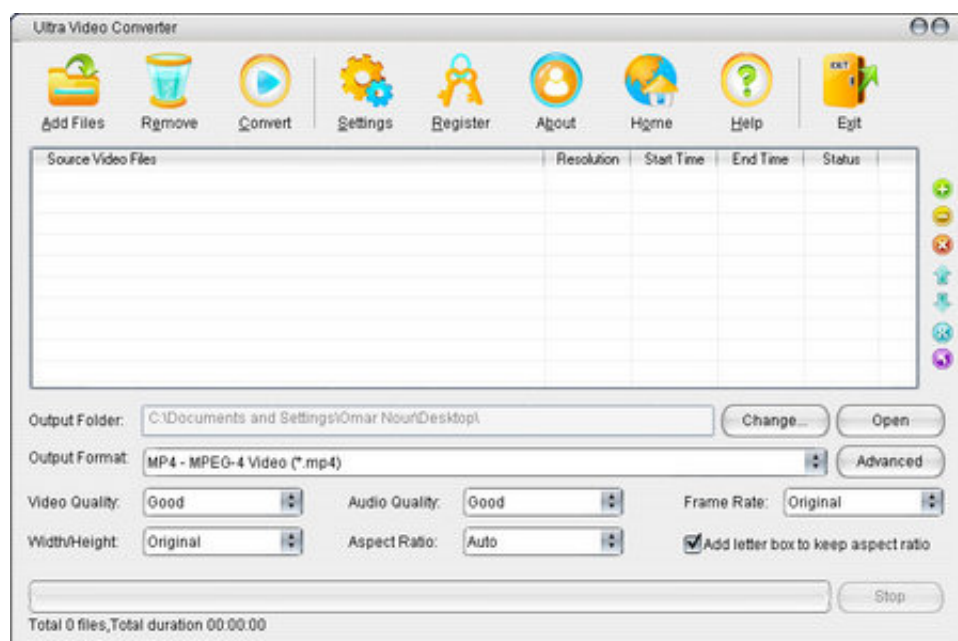 Ultra Video Converter
Add Files Remove Convert Settings Register About Home Help EXIT Exit
Source Video Files Resolution Start Time End Time Status
Output Folder: C:\Documents and Settings\Omar Nour\Desktop\ Change... Open
Output Format: MP4 - MPEG-4 Video (*.mp4) Advanced
Video Quality: Good Audio Quality: Good Frame Rate: Original
Width/Height: Original Aspect Ratio: Auto Add letter box to keep aspect ratio
Stop
Total 0 files,Total duration 00:00:00